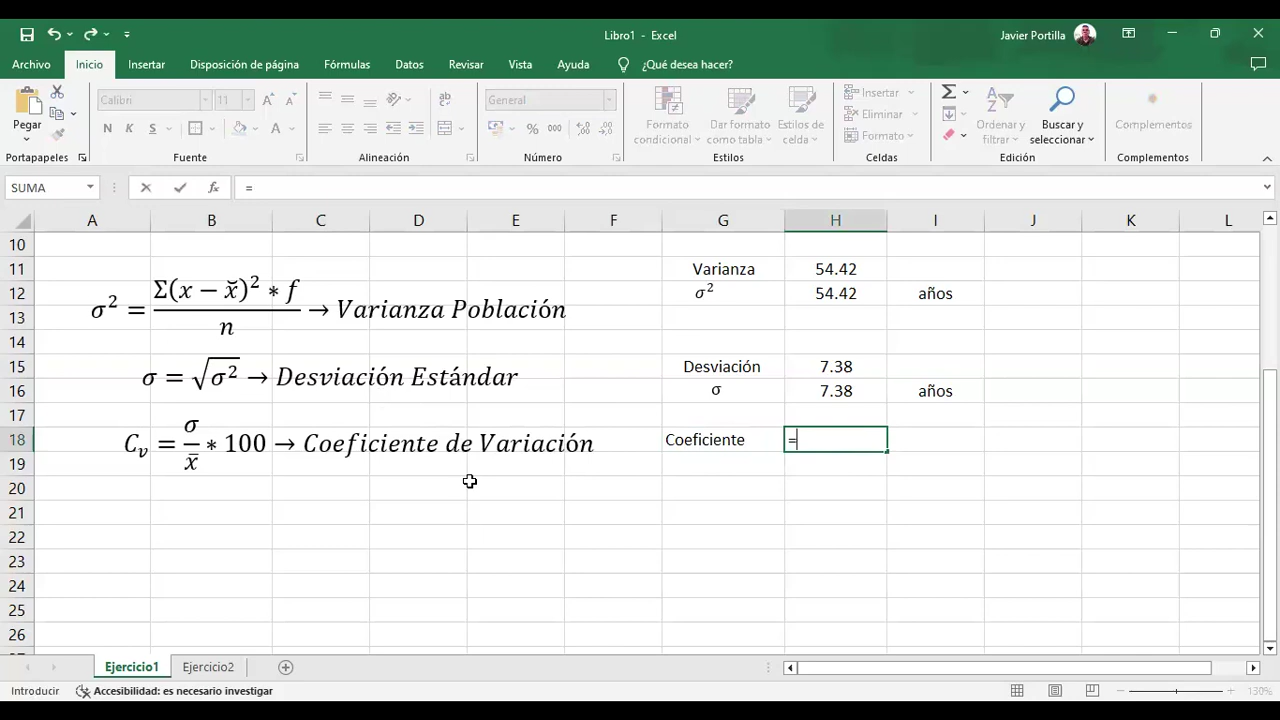 Libro1 - Excel
Javier Portilla
Archivo Inicio Insertar Disposición de página Fórmulas Datos Revisar Vista Ayuda ¿Qué desea hacer?
Pegar
Calibri 11
N K S
General
Formato condicional
Dar formato como tabla
Estilos de celda
Insertar
Eliminar
Formato
Ordenar y filtrar
Buscar y seleccionar
Complementos
Portapapeles Fuente Alineación Número Estilos Celdas Edición Complementos
SUMA fx =
A B C D E F G H I J K L
10
11 Varianza 54.42
12 σ² 54.42 años
13
σ² = Σ(x − x̆)² * f / n → Varianza Población
14
15 Desviación 7.38
σ = √σ² → Desviación Estándar
16 σ 7.38 años
17
18 Coeficiente =
Cᵥ = σ / x̄ * 100 → Coeficiente de Variación
19
20
21
22
23
24
25
26
Ejercicio1 Ejercicio2
Introducir Accesibilidad: es necesario investigar 130%